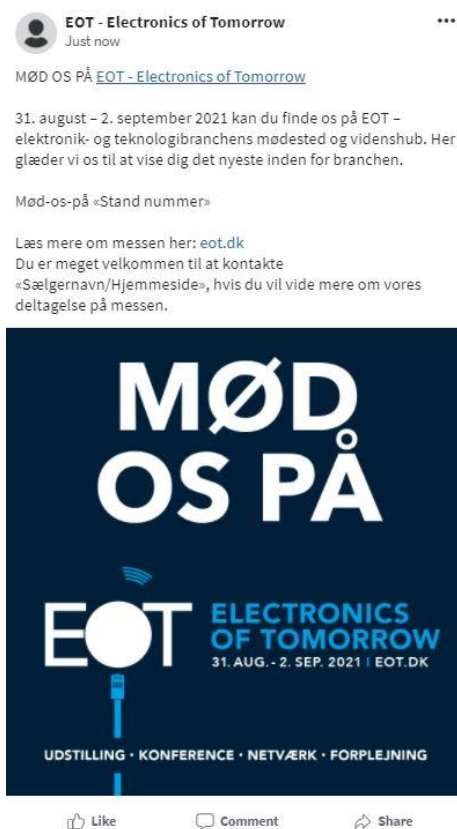 EOT - Electronics of Tomorrow
Just now
MØD OS PÅ EOT - Electronics of Tomorrow
31. august – 2. september 2021 kan du finde os på EOT –
elektronik- og teknologibranchens mødested og videnshub. Her
glæder vi os til at vise dig det nyeste inden for branchen.
Mød-os-på «Stand nummer»
Læs mere om messen her: eot.dk
Du er meget velkommen til at kontakte
«Sælgernavn/Hjemmeside», hvis du vil vide mere om vores
deltagelse på messen.
MØD
OS PÅ
EOT ELECTRONICS
OF TOMORROW
31. AUG. - 2. SEP. 2021 | EOT.DK
UDSTILLING · KONFERENCE · NETVÆRK · FORPLEJNING
Like Comment Share